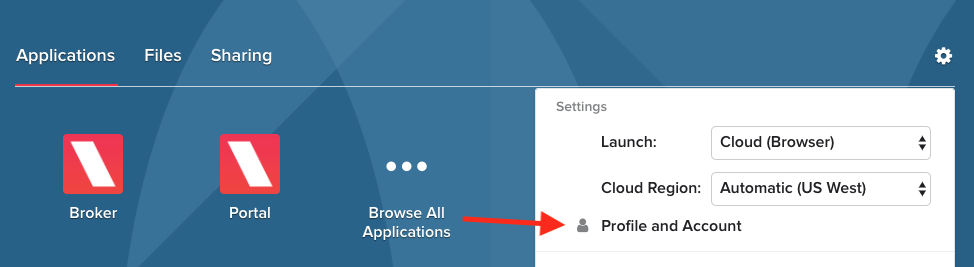 Applications Files Sharing
Settings
Launch: Cloud (Browser)
Cloud Region: Automatic (US West)
Profile and Account
Broker
Portal
Browse All
Applications